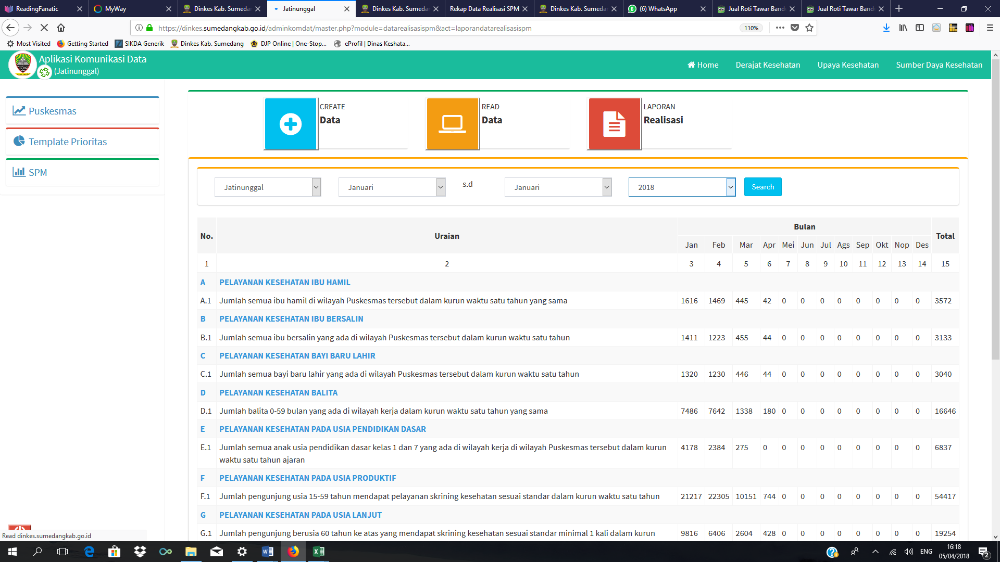 ReadingFanatic
MyWay
Dinkes Kab. Sumedan
Jatinunggal
Dinkes Kab. Sumeda
Rekap Data Realisasi SPM
Dinkes Kab. Sumeda
(6) WhatsApp
Jual Roti Tawar Band
Jual Roti Tawar Band
https://dinkes.sumedangkab.go.id/adminkomdat/master.php?module=datarealisasispm&act=laporandatarealisasispm
110%
Most Visited
Getting Started
SIKDA Generik
Dinkes Kab. Sumedang
DJP Online | One-Stop...
eProfil | Dinas Keshata...
Aplikasi Komunikasi Data
(Jatinunggal)
Home
Derajat Kesehatan
Upaya Kesehatan
Sumber Daya Kesehatan
Puskesmas
Template Prioritas
SPM
CREATE
Data
READ
Data
LAPORAN
Realisasi
Jatinunggal Januari s.d Januari 2018 Search
No. Uraian Bulan Total
Jan Feb Mar Apr Mei Jun Jul Ags Sep Okt Nop Des
1 2 3 4 5 6 7 8 9 10 11 12 13 14 15
A PELAYANAN KESEHATAN IBU HAMIL
A.1 Jumlah semua ibu hamil di wilayah Puskesmas tersebut dalam kurun waktu satu tahun yang sama 1616 1469 445 42 0 0 0 0 0 0 0 0 3572
B PELAYANAN KESEHATAN IBU BERSALIN
B.1 Jumlah semua ibu bersalin yang ada di wilayah Puskesmas tersebut dalam kurun waktu satu tahun 1411 1223 455 44 0 0 0 0 0 0 0 0 3133
C PELAYANAN KESEHATAN BAYI BARU LAHIR
C.1 Jumlah semua bayi baru lahir yang ada di wilayah Puskesmas tersebut dalam kurun waktu satu tahun 1320 1230 446 44 0 0 0 0 0 0 0 0 3040
D PELAYANAN KESEHATAN BALITA
D.1 Jumlah balita 0-59 bulan yang ada di wilayah kerja dalam kurun waktu satu tahun yang sama 7486 7642 1338 180 0 0 0 0 0 0 0 0 16646
E PELAYANAN KESEHATAN PADA USIA PENDIDIKAN DASAR
E.1 Jumlah semua anak usia pendidikan dasar kelas 1 dan 7 yang ada di wilayah kerja di wilayah Puskesmas tersebut dalam kurun 4178 2384 275 0 0 0 0 0 0 0 0 0 6837
waktu satu tahun ajaran
F PELAYANAN KESEHATAN PADA USIA PRODUKTIF
F.1 Jumlah pengunjung usia 15-59 tahun mendapat pelayanan skrining kesehatan sesuai standar dalam kurun waktu satu tahun 21217 22305 10151 744 0 0 0 0 0 0 0 0 54417
G PELAYANAN KESEHATAN PADA USIA LANJUT
G.1 Jumlah pengunjung berusia 60 tahun ke atas yang mendapat skrining kesehatan sesuai standar minimal 1 kali dalam kurun 9816 6406 2604 428 0 0 0 0 0 0 0 0 19254
Read dinkes.sumedangkab.go.id
ENG
16:18
05/04/2018
2